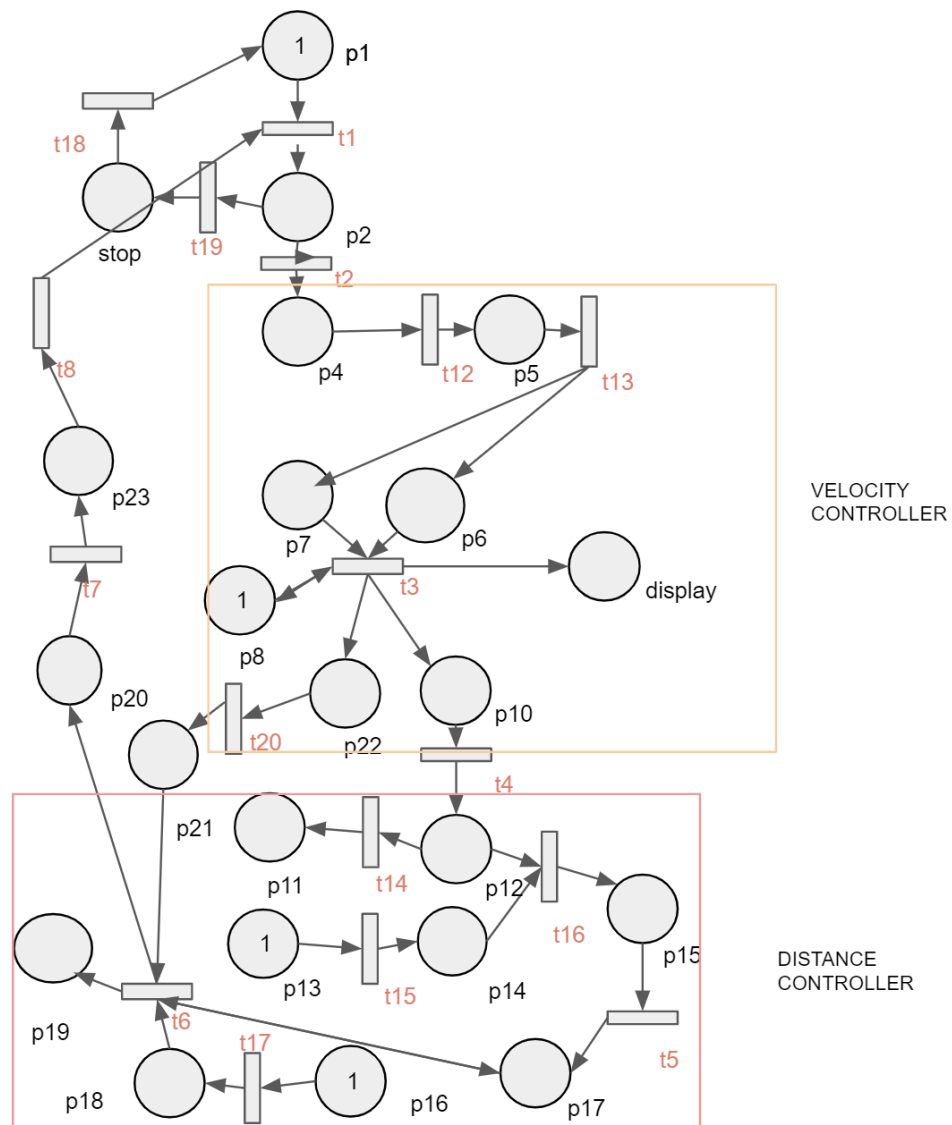 1
p1
t18
t1
p2
stop
t19
t2
p4
t12
p5
t13
t8
p23
VELOCITY
CONTROLLER
p7
p6
t7
t3
display
1
p8
p20
p10
p22
t20
t4
p21
p11
t14
p12
t16
p15
1
p13
t15
p14
DISTANCE
CONTROLLER
p19
t6
t17
t5
1
p18
p16
p17